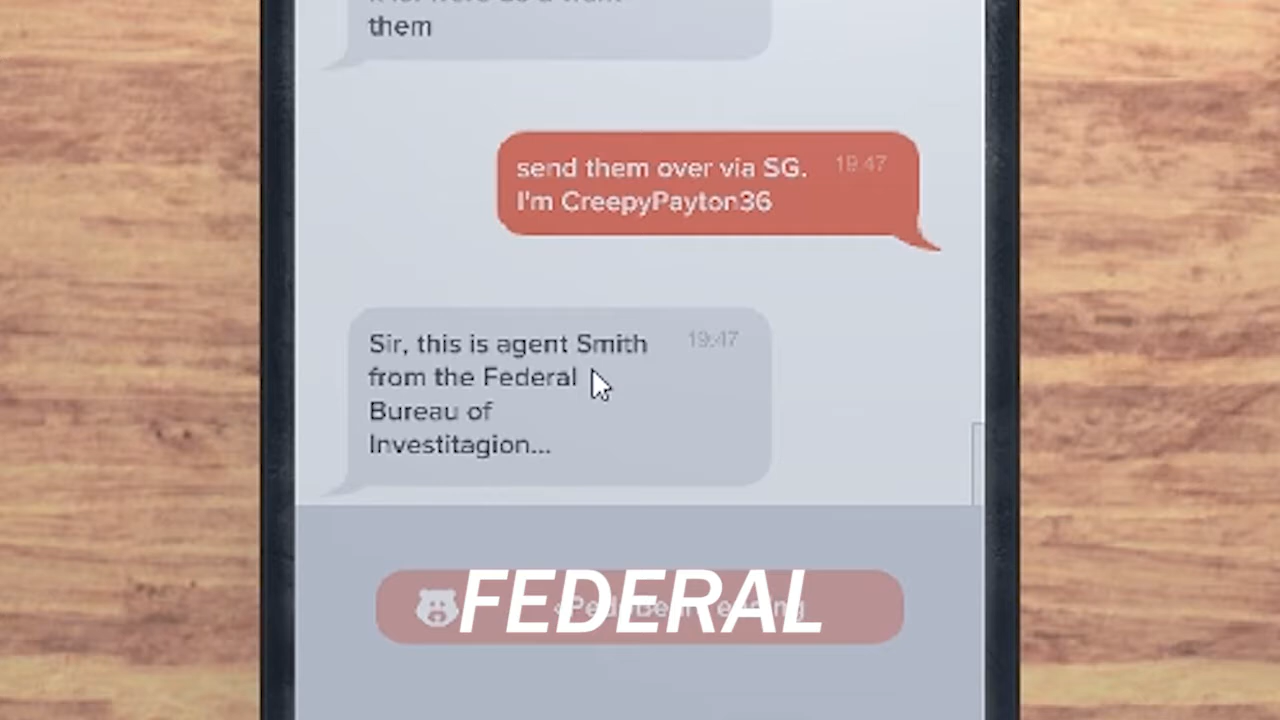 them
send them over via SG.
19:47
I'm CreepyPayton36
Sir, this is agent Smith
19:47
from the Federal
Bureau of
Investitagion...
FEDERAL